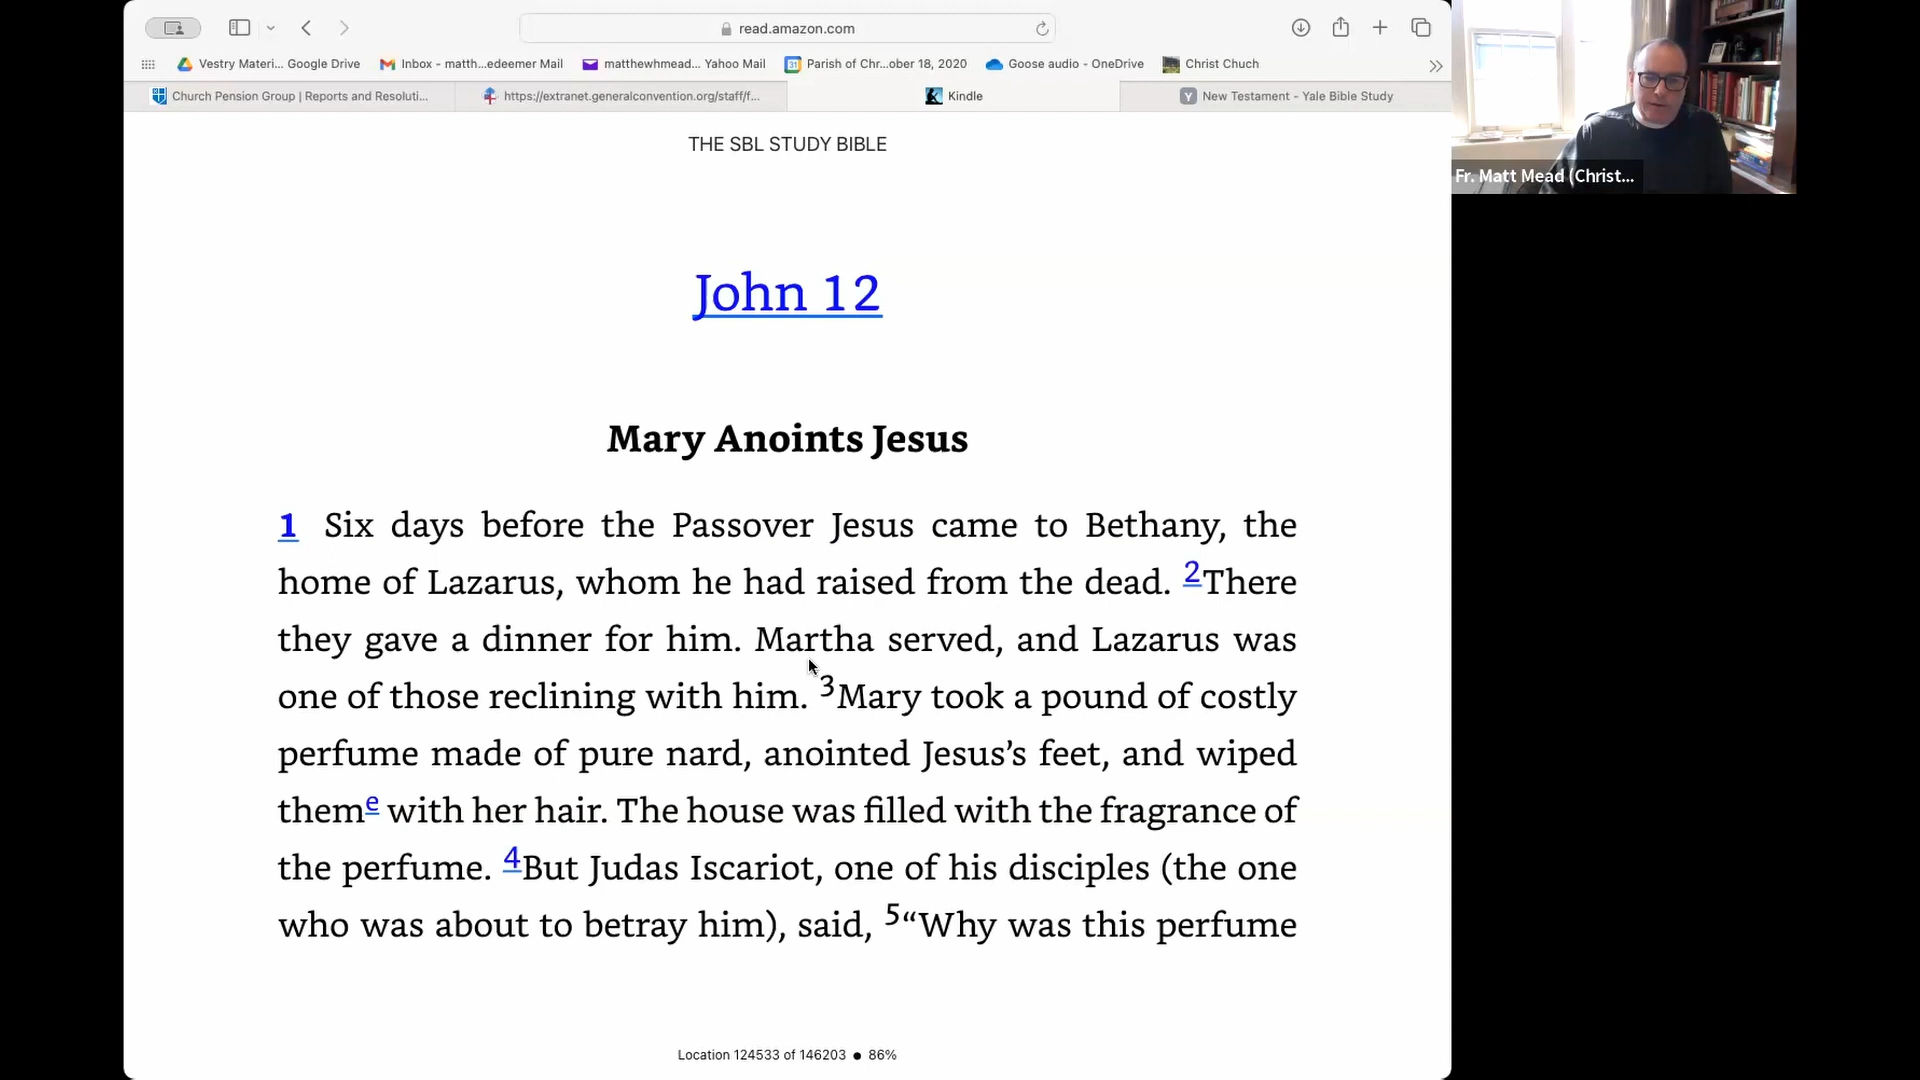 read.amazon.com
Vestry Materi... Google Drive
Inbox - matth...edeemer Mail
matthewhmead... Yahoo Mail
Parish of Chr...ober 18, 2020
Goose audio - OneDrive
Christ Chuch
Church Pension Group | Reports and Resoluti...
https://extranet.generalconvention.org/staff/f...
Kindle
Y New Testament - Yale Bible Study
Fr. Matt Mead (Christ...
THE SBL STUDY BIBLE
John 12
Mary Anoints Jesus
1 Six days before the Passover Jesus came to Bethany, the
home of Lazarus, whom he had raised from the dead. 2There
they gave a dinner for him. Martha served, and Lazarus was
one of those reclining with him. 3Mary took a pound of costly
perfume made of pure nard, anointed Jesus’s feet, and wiped
theme with her hair. The house was filled with the fragrance of
the perfume. 4But Judas Iscariot, one of his disciples (the one
who was about to betray him), said, 5“Why was this perfume
Location 124533 of 146203 ● 86%